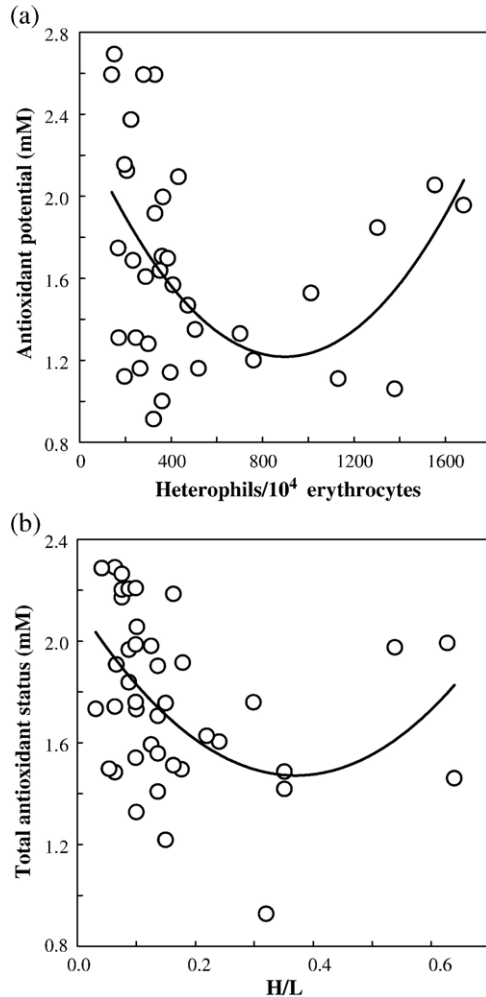 (a)
2.8
2.4
2.0
1.6
1.2
0.8
Antioxidant potential (mM)
0 400 800 1200 1600
Heterophils/10⁴ erythrocytes
(b)
2.4
2.0
1.6
1.2
0.8
Total antioxidant status (mM)
0.0 0.2 0.4 0.6
H/L